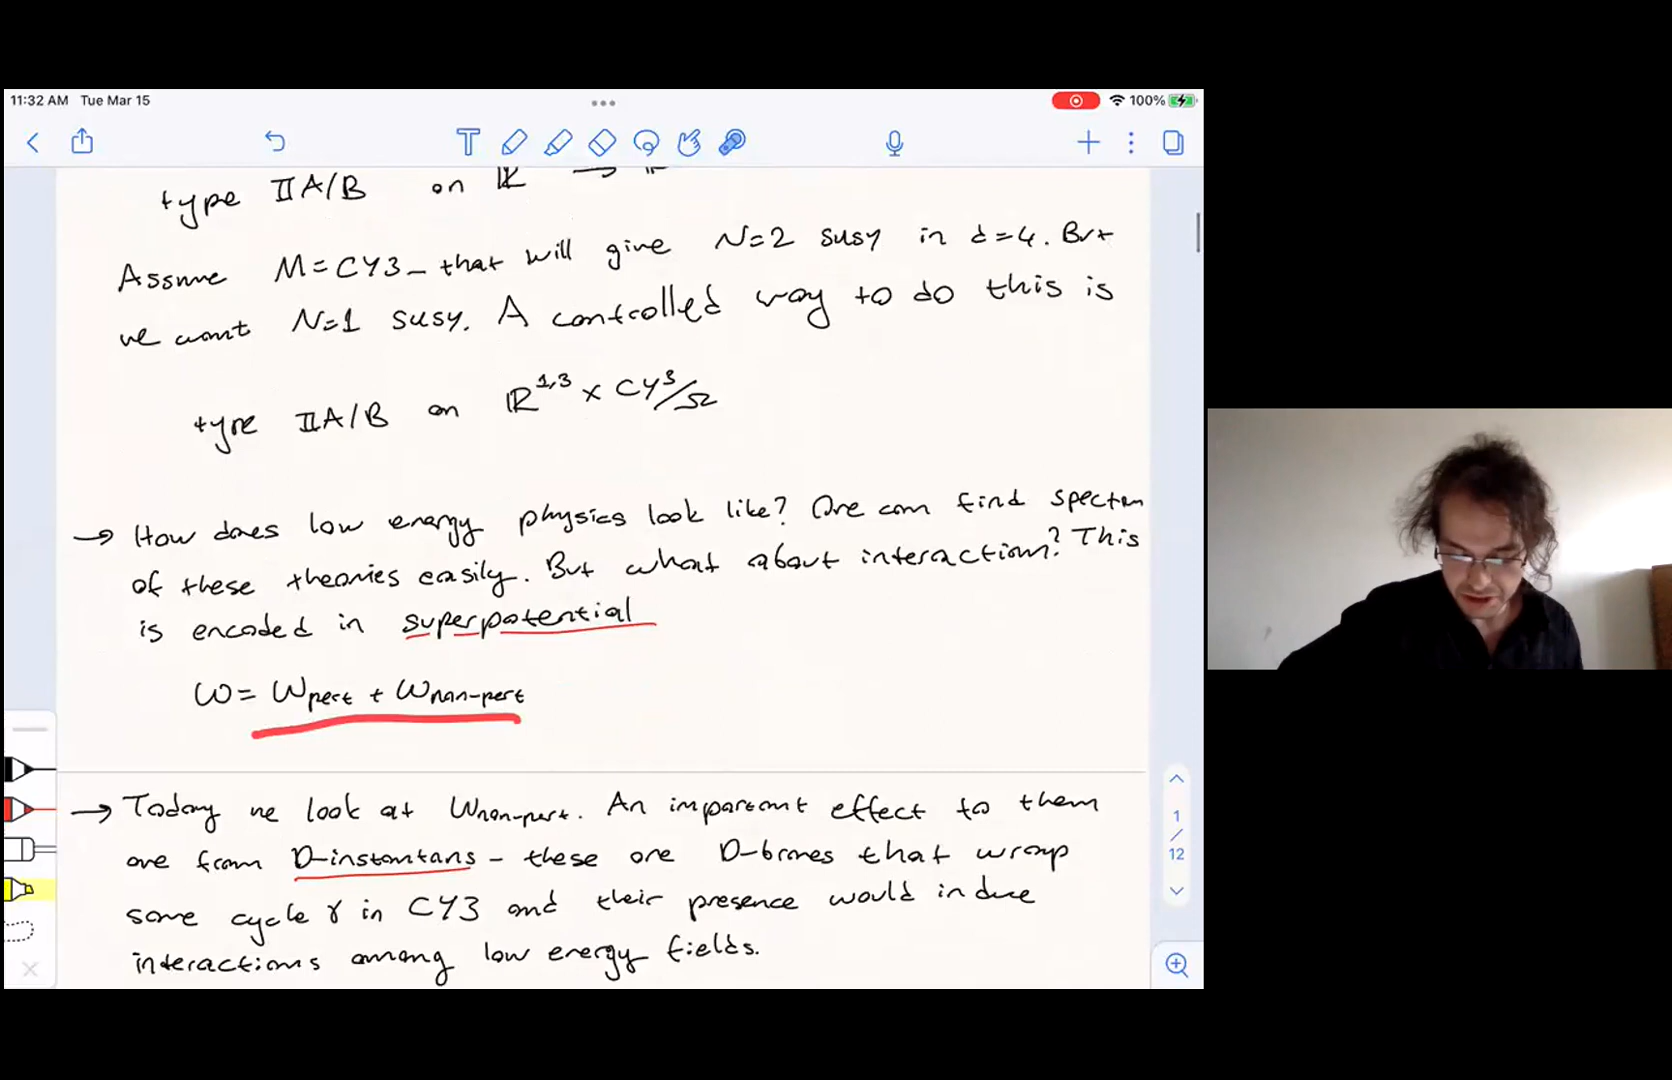 11:32 AM Tue Mar 15
100%
type IIA/B on ℝ →
Assume M=CY3 – that will give N=2 susy in d=4. But
we want N=1 susy. A controlled way to do this is
type IIA/B on ℝ^{1,3} × CY3/Ω
→ How does low energy physics look like? One can find spectrum
of these theories easily. But what about interaction? This
is encoded in superpotential
W = Wpert + Wnon-pert
→ Today we look at Wnon-pert. An important effect to them
are from D-instantons – these are D-branes that wrap
some cycle γ in CY3 and their presence would induce
interactions among low energy fields.
1
/
12